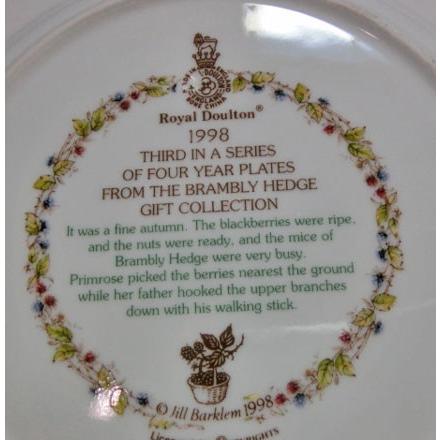 Royal Doulton®
1998
THIRD IN A SERIES
OF FOUR YEAR PLATES
FROM THE BRAMBLY HEDGE
GIFT COLLECTION
It was a fine autumn. The blackberries were ripe,
and the nuts were ready, and the mice of
Brambly Hedge were very busy.
Primrose picked the berries nearest the ground
while her father hooked the upper branches
down with his walking stick.
© Jill Barklem 1998